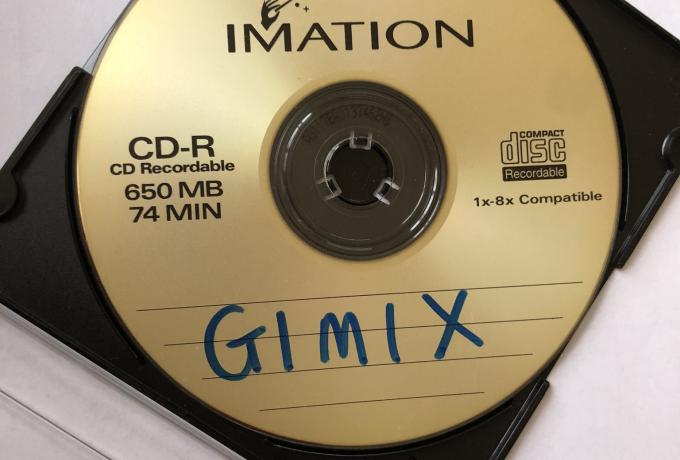 IMATION
CD-R
CD Recordable
650 MB
74 MIN
COMPACT
disc
Recordable
1x-8x Compatible
GIMIX